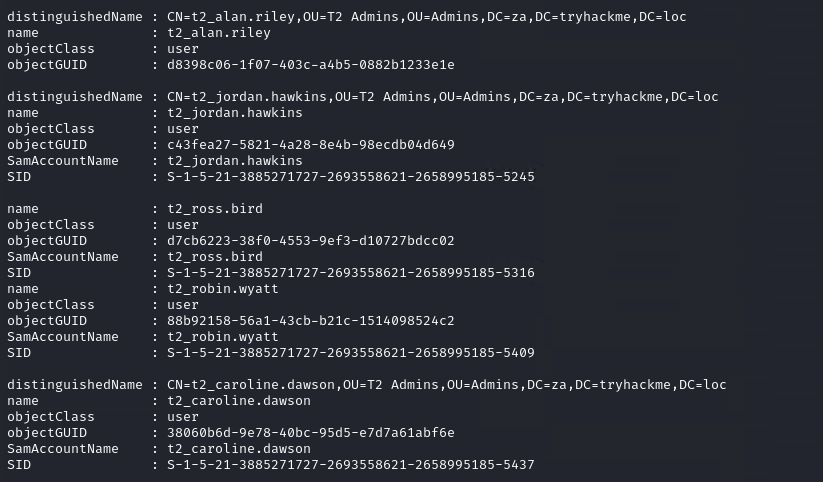 distinguishedName : CN=t2_alan.riley,OU=T2 Admins,OU=Admins,DC=za,DC=tryhackme,DC=loc
name              : t2_alan.riley
objectClass       : user
objectGUID        : d8398c06-1f07-403c-a4b5-0882b1233e1e

distinguishedName : CN=t2_jordan.hawkins,OU=T2 Admins,OU=Admins,DC=za,DC=tryhackme,DC=loc
name              : t2_jordan.hawkins
objectClass       : user
objectGUID        : c43fea27-5821-4a28-8e4b-98ecdb04d649
SamAccountName    : t2_jordan.hawkins
SID               : S-1-5-21-3885271727-2693558621-2658995185-5245

name              : t2_ross.bird
objectClass       : user
objectGUID        : d7cb6223-38f0-4553-9ef3-d10727bdcc02
SamAccountName    : t2_ross.bird
SID               : S-1-5-21-3885271727-2693558621-2658995185-5316
name              : t2_robin.wyatt
objectClass       : user
objectGUID        : 88b92158-56a1-43cb-b21c-1514098524c2
SamAccountName    : t2_robin.wyatt
SID               : S-1-5-21-3885271727-2693558621-2658995185-5409

distinguishedName : CN=t2_caroline.dawson,OU=T2 Admins,OU=Admins,DC=za,DC=tryhackme,DC=loc
name              : t2_caroline.dawson
objectClass       : user
objectGUID        : 38060b6d-9e78-40bc-95d5-e7d7a61abf6e
SamAccountName    : t2_caroline.dawson
SID               : S-1-5-21-3885271727-2693558621-2658995185-5437